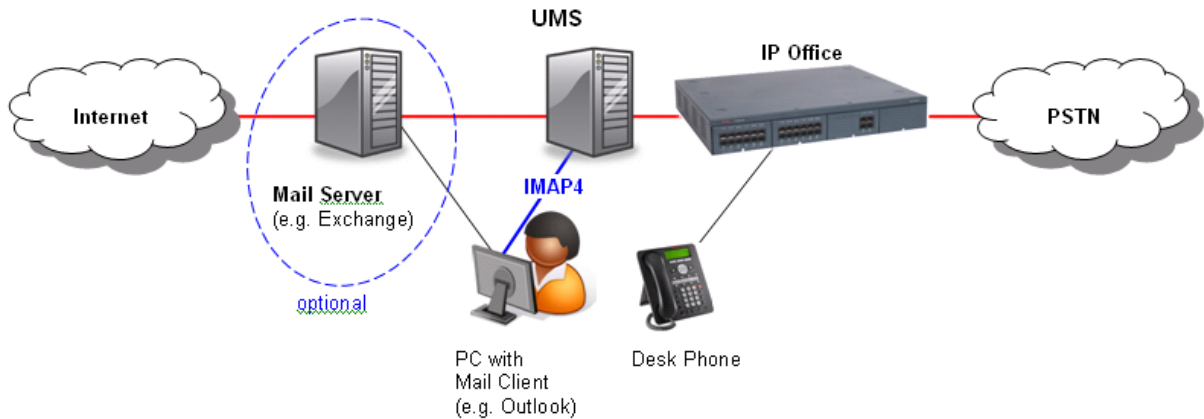 UMS
IP Office
Internet
PSTN
IMAP4
Mail Server
(e.g. Exchange)
optional
PC with
Mail Client
(e.g. Outlook)
Desk Phone